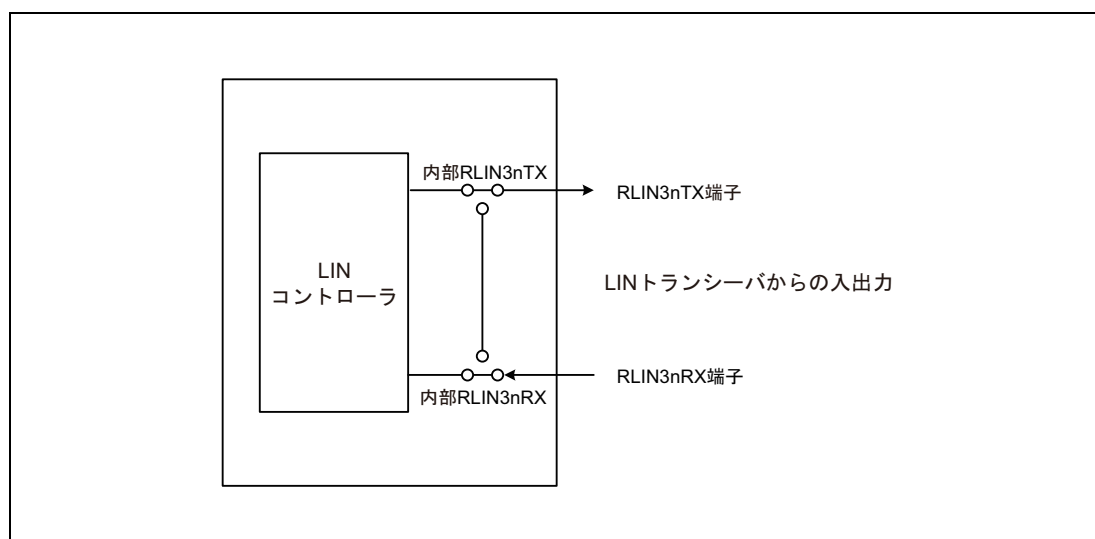 内部RLIN3nTX
RLIN3nTX端子
LIN
コントローラ
LINトランシーバからの入出力
RLIN3nRX端子
内部RLIN3nRX